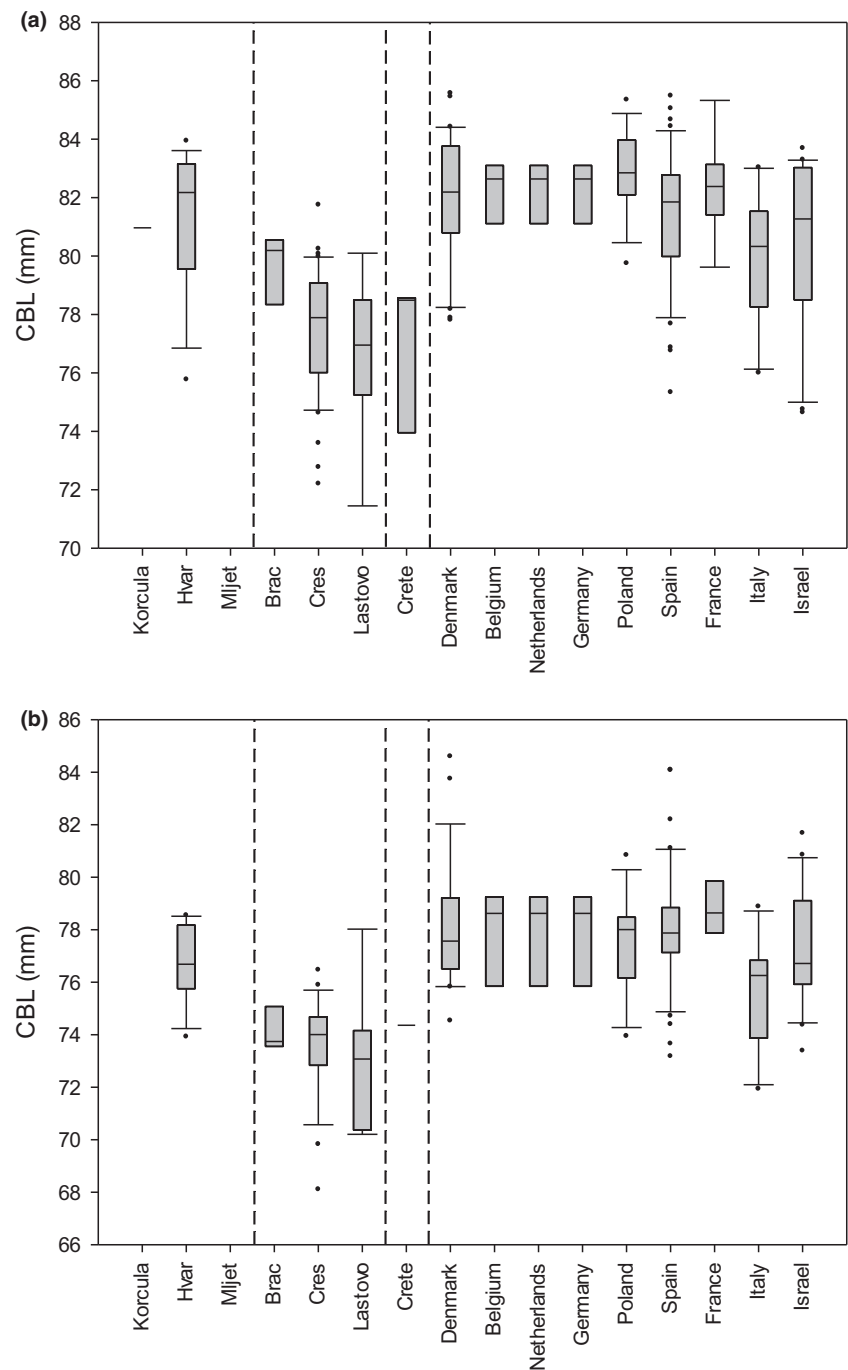 (a)
88
86
84
82
80
78
76
74
72
70
CBL (mm)
Korcula
Hvar
Mljet
Brac
Cres
Lastovo
Crete
Denmark
Belgium
Netherlands
Germany
Poland
Spain
France
Italy
Israel
(b)
86
84
82
80
78
76
74
72
70
68
66
CBL (mm)
Korcula
Hvar
Mljet
Brac
Cres
Lastovo
Crete
Denmark
Belgium
Netherlands
Germany
Poland
Spain
France
Italy
Israel